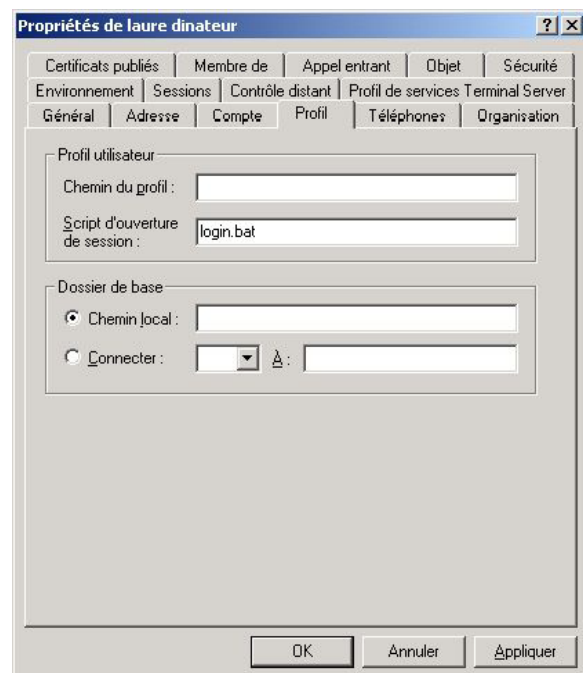 Propriétés de laure dinateur
Certificats publiés Membre de Appel entrant Objet Sécurité
Environnement Sessions Contrôle distant Profil de services Terminal Server
Général Adresse Compte Profil Téléphones Organisation
Profil utilisateur
Chemin du profil :
Script d'ouverture
de session : login.bat
Dossier de base
Chemin local :
Connecter : À :
OK Annuler Appliquer